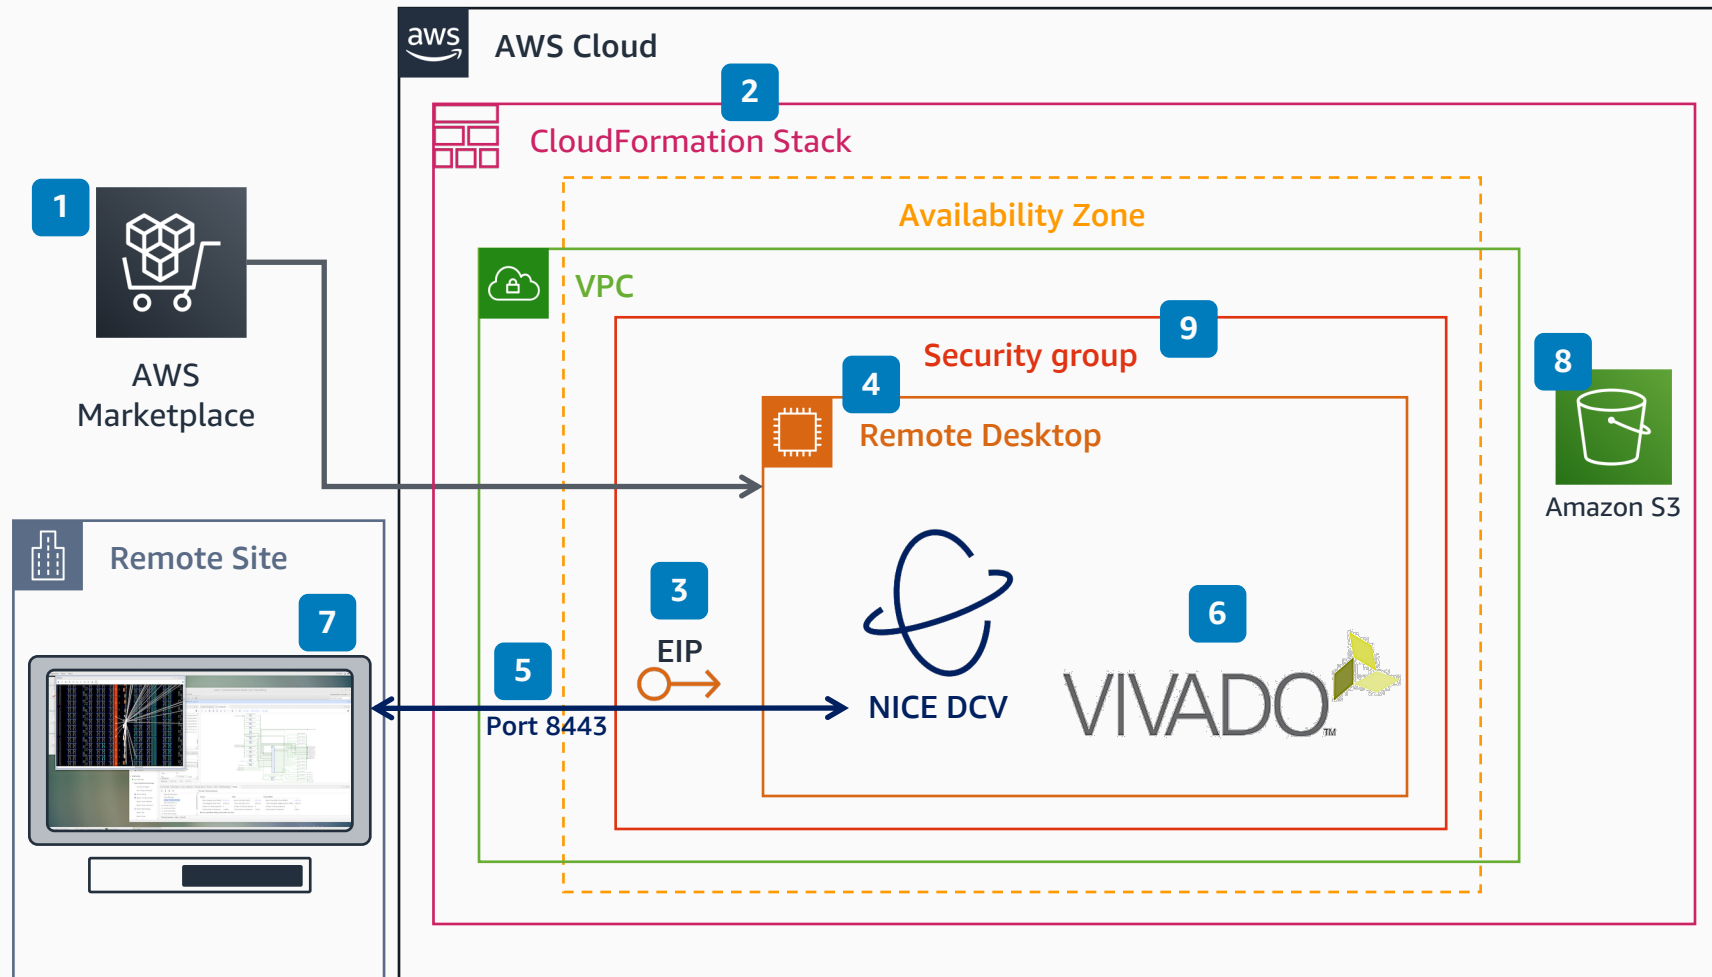 aws
AWS Cloud
2
CloudFormation Stack
1
Availability Zone
VPC
9
Security group
8
AWS
Marketplace
4
Remote Desktop
Amazon S3
Remote Site
3
6
7
EIP
5
NICE DCV
VIVADO™
Port 8443